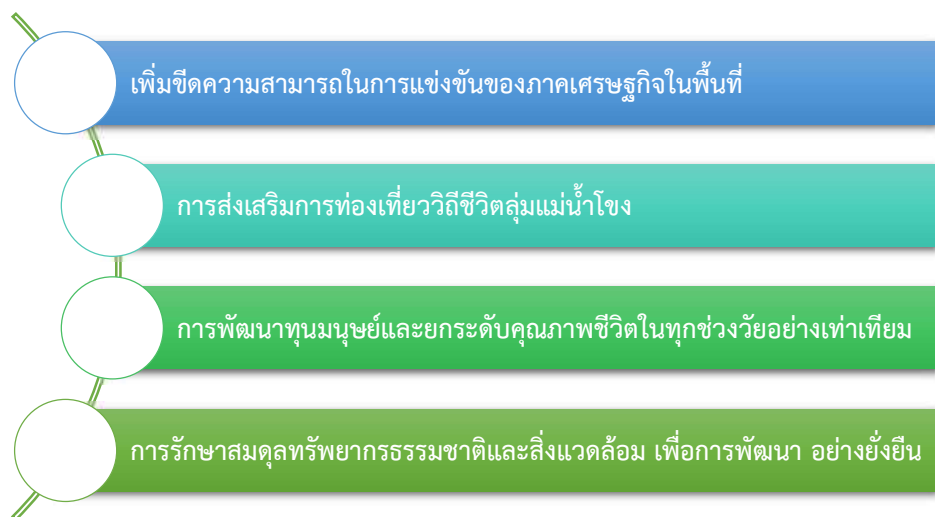 เพิ่มขีดความสามารถในการแข่งขันของภาคเศรษฐกิจในพื้นที่
การส่งเสริมการท่องเที่ยววิถีชีวิตลุ่มแม่น้ำโขง
การพัฒนาทุนมนุษย์และยกระดับคุณภาพชีวิตในทุกช่วงวัยอย่างเท่าเทียม
การรักษาสมดุลทรัพยากรธรรมชาติและสิ่งแวดล้อม เพื่อการพัฒนา อย่างยั่งยืน